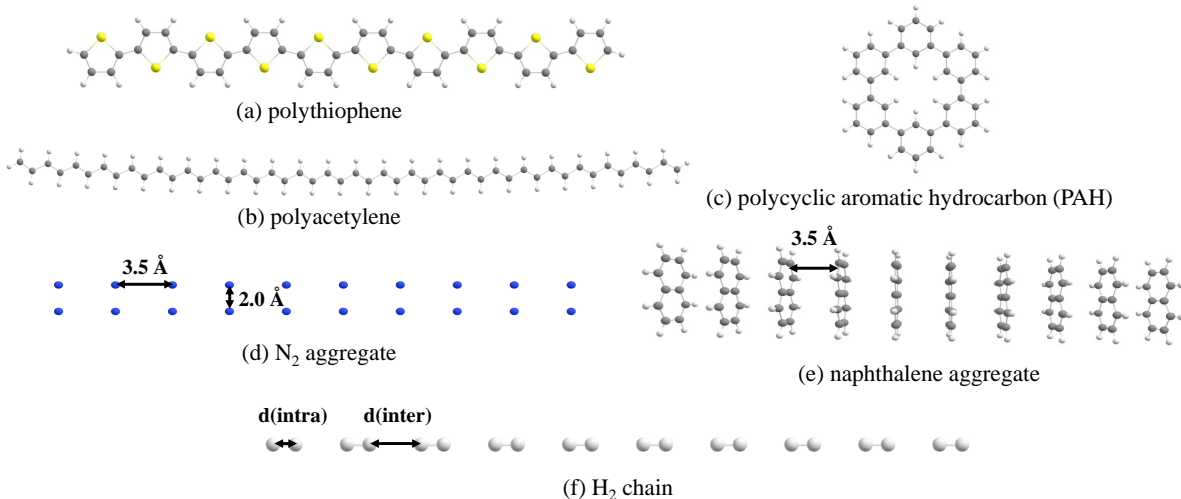 (a) polythiophene
(b) polyacetylene
(c) polycyclic aromatic hydrocarbon (PAH)
3.5 Å
2.0 Å
(d) N₂ aggregate
3.5 Å
(e) naphthalene aggregate
d(intra) d(inter)
(f) H₂ chain